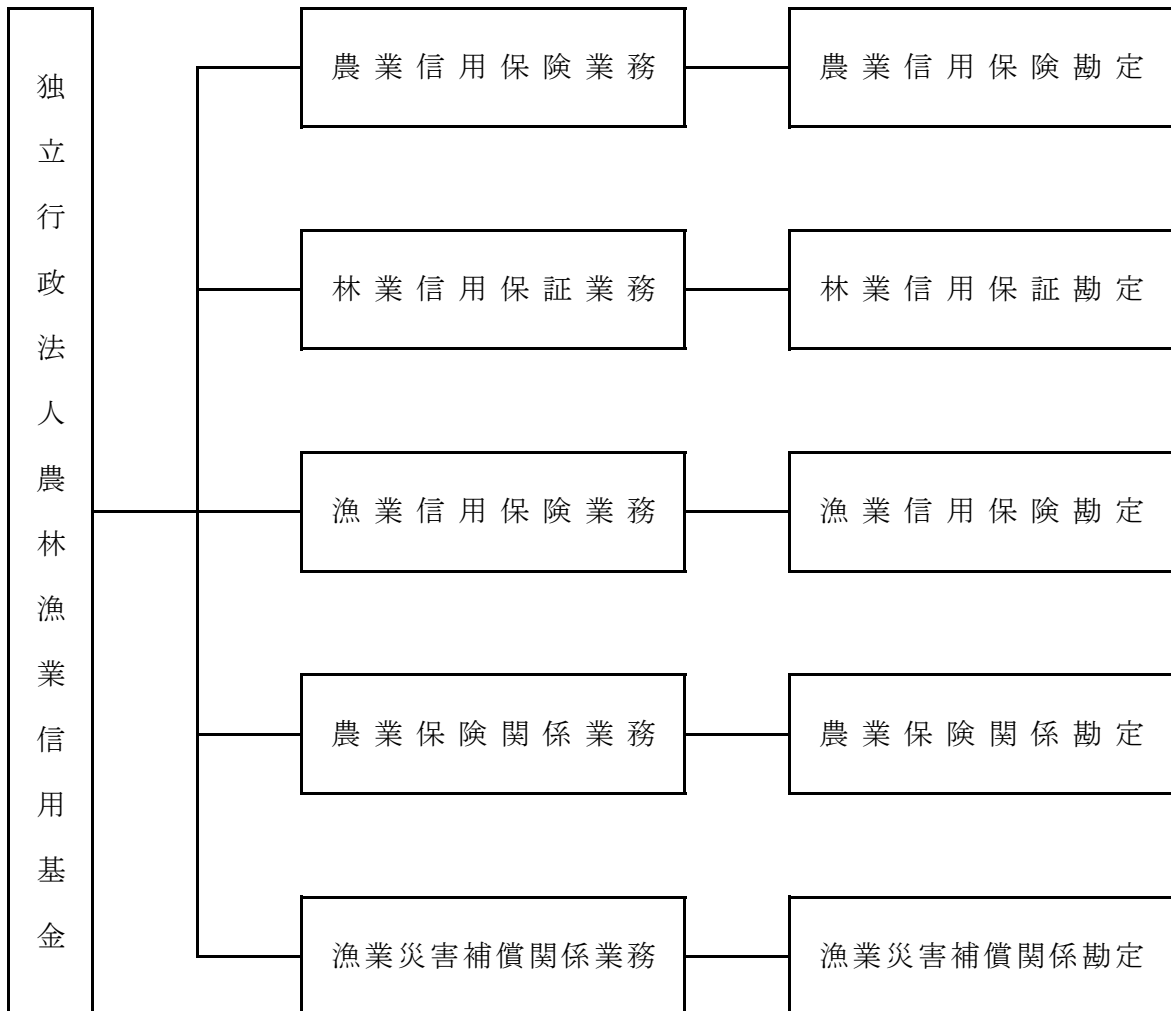 独立行政法人農林漁業信用基金
農業信用保険業務
農業信用保険勘定
林業信用保証業務
林業信用保証勘定
漁業信用保険業務
漁業信用保険勘定
農業保険関係業務
農業保険関係勘定
漁業災害補償関係業務
漁業災害補償関係勘定